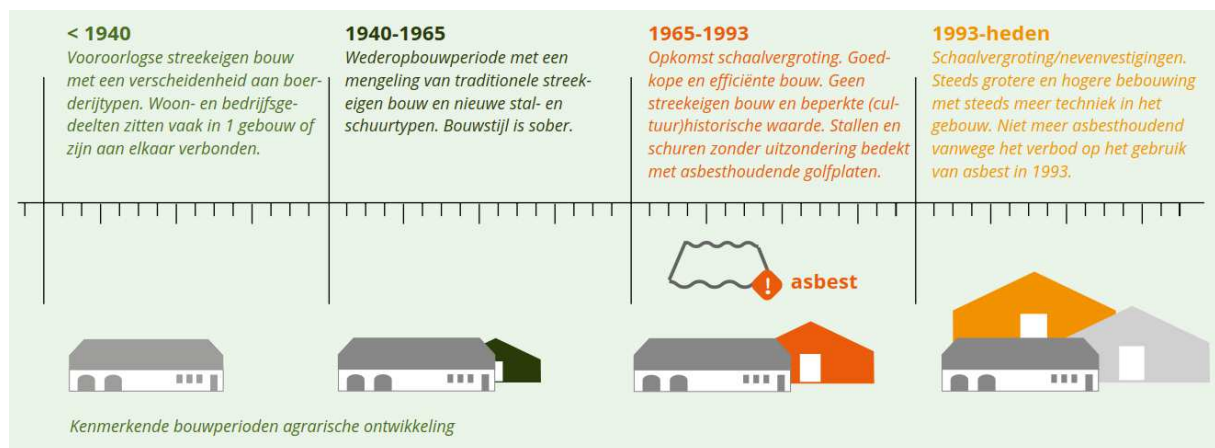 < 1940
Vooroorlogse streekeigen bouw
met een verscheidenheid aan boer-
derijtypen. Woon- en bedrijfsge-
deelten zitten vaak in 1 gebouw of
zijn aan elkaar verbonden.
1940-1965
Wederopbouwperiode met een
mengeling van traditionele streek-
eigen bouw en nieuwe stal- en
schuurtypen. Bouwstijl is sober.
1965-1993
Opkomst schaalvergroting. Goed-
kope en efficiënte bouw. Geen
streekeigen bouw en beperkte (cul-
tuur)historische waarde. Stallen en
schuren zonder uitzondering bedekt
met asbesthoudende golfplaten.
1993-heden
Schaalvergroting/nevenvestigingen.
Steeds grotere en hogere bebouwing
met steeds meer techniek in het
gebouw. Niet meer asbesthoudend
vanwege het verbod op het gebruik
van asbest in 1993.
! asbest
Kenmerkende bouwperioden agrarische ontwikkeling